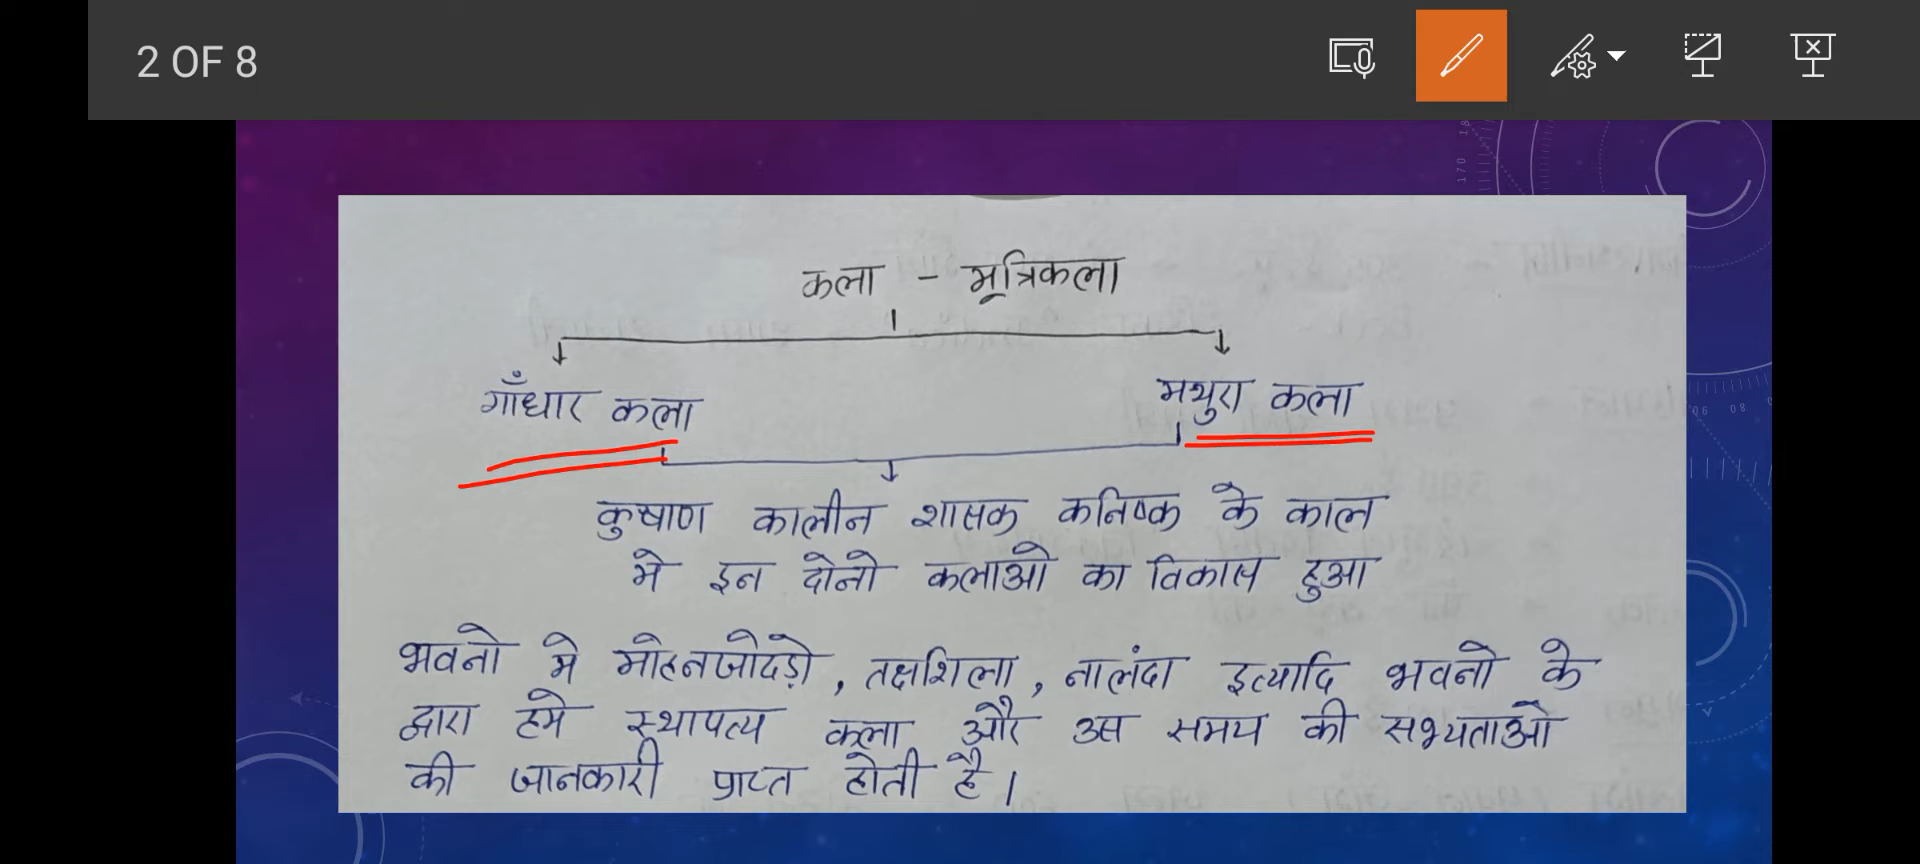 2 OF 8
कला - मूत्रिकला
गाँधार कला
मथुरा कला
कुषाण कालीन शासक कनिष्क के काल
मे इन दोनो कलाओ का विकास हुआ
भवनो मे मोहनजोदड़ो, तक्षशिला, नालंदा इत्यादि भवनो के
द्वारा हमे स्थापत्य कला और उस समय की सभ्यताओ
की जानकारी प्राप्त होती है।